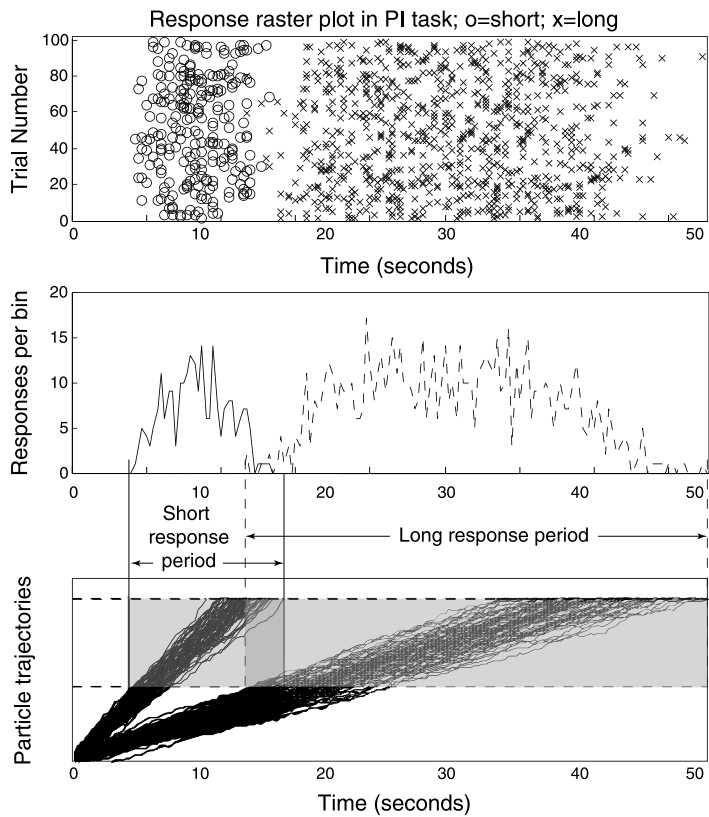 Response raster plot in PI task; o=short; x=long
Trial Number
100
80
60
40
20
0
0 10 20 30 40 50
Time (seconds)
Responses per bin
20
15
10
5
0
0 10 20 30 40 50
Short
response
period
Long response period
Particle trajectories
0 10 20 30 40 50
Time (seconds)